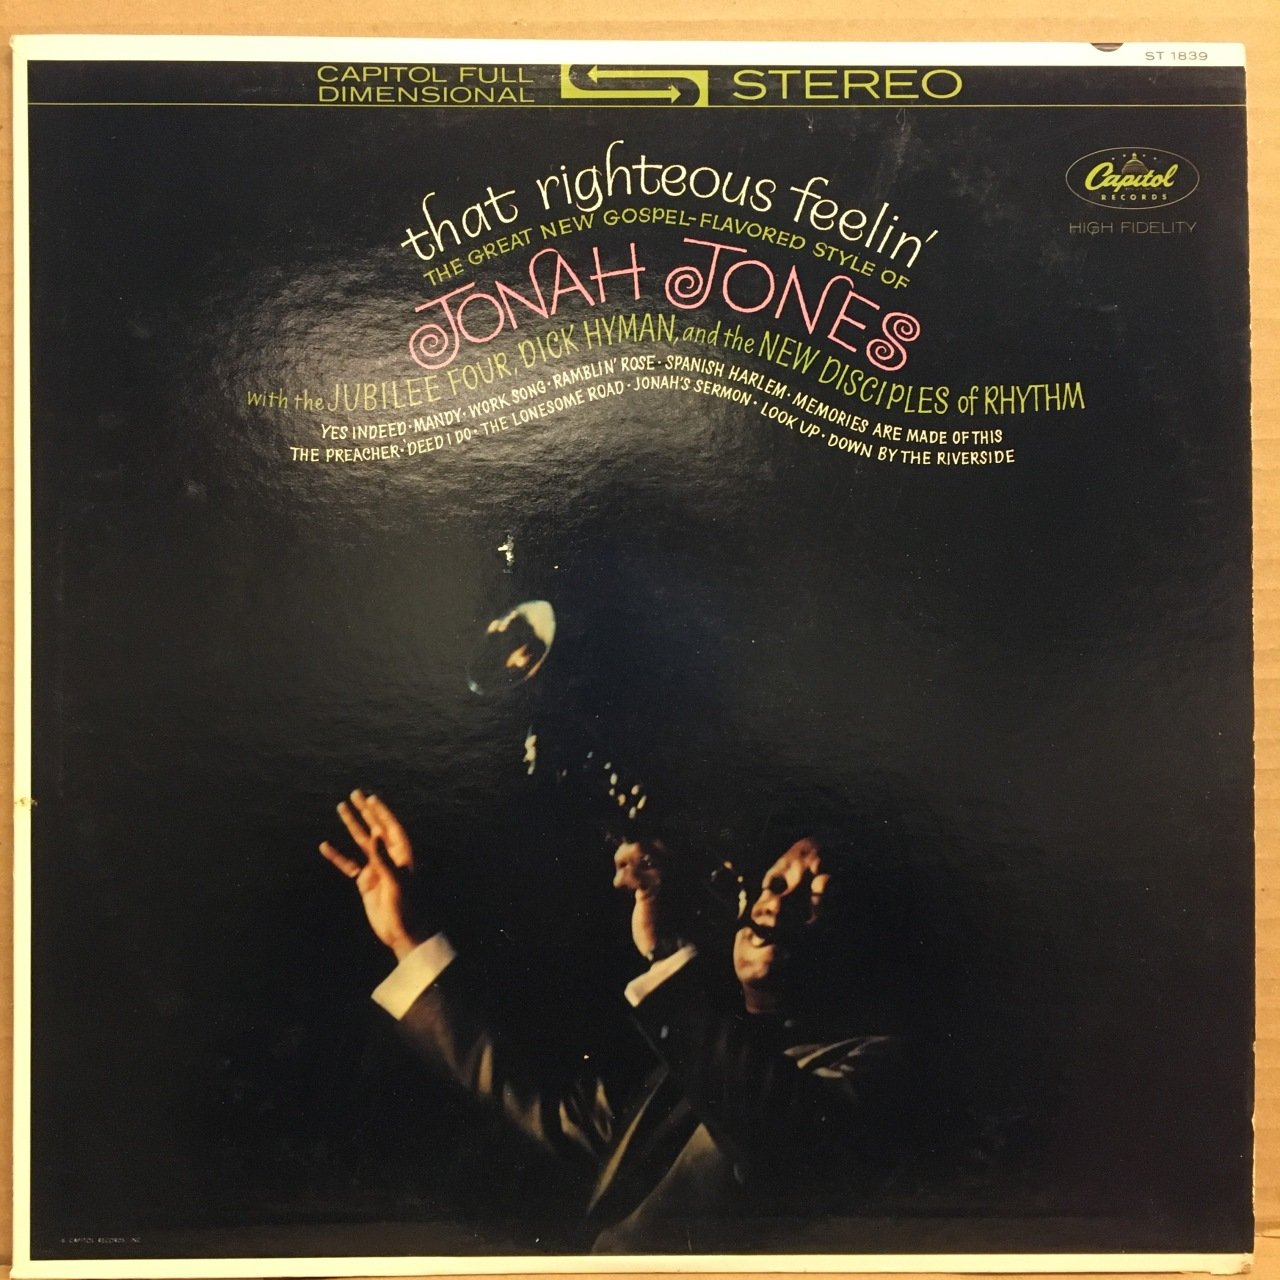 ST 1839
CAPITOL FULL
DIMENSIONAL
STEREO
Capitol
RECORDS
HIGH FIDELITY
that righteous feelin'
THE GREAT NEW GOSPEL-FLAVORED STYLE OF
JONAH JONES
with the JUBILEE FOUR, DICK HYMAN, and the NEW DISCIPLES of RHYTHM
YES INDEED · MANDY · WORK SONG · RAMBLIN' ROSE · SPANISH HARLEM · MEMORIES ARE MADE OF THIS
THE PREACHER · 'DEED I DO · THE LONESOME ROAD · JONAH'S SERMON · LOOK UP · DOWN BY THE RIVERSIDE
© CAPITOL RECORDS, INC.